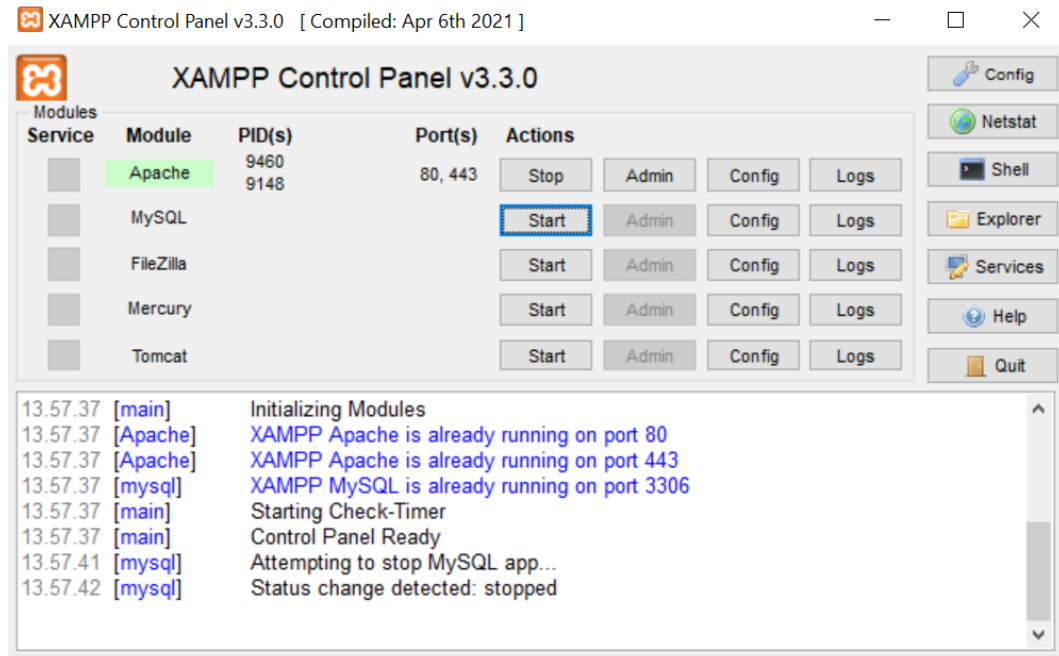 XAMPP Control Panel v3.3.0 [ Compiled: Apr 6th 2021 ]
XAMPP Control Panel v3.3.0
Config
Modules
Service Module PID(s) Port(s) Actions
Netstat
Apache 9460 80, 443 Stop Admin Config Logs
9148
Shell
MySQL Start Admin Config Logs
Explorer
FileZilla Start Admin Config Logs
Services
Mercury Start Admin Config Logs
Help
Tomcat Start Admin Config Logs
Quit
13.57.37 [main] Initializing Modules
13.57.37 [Apache] XAMPP Apache is already running on port 80
13.57.37 [Apache] XAMPP Apache is already running on port 443
13.57.37 [mysql] XAMPP MySQL is already running on port 3306
13.57.37 [main] Starting Check-Timer
13.57.37 [main] Control Panel Ready
13.57.41 [mysql] Attempting to stop MySQL app...
13.57.42 [mysql] Status change detected: stopped